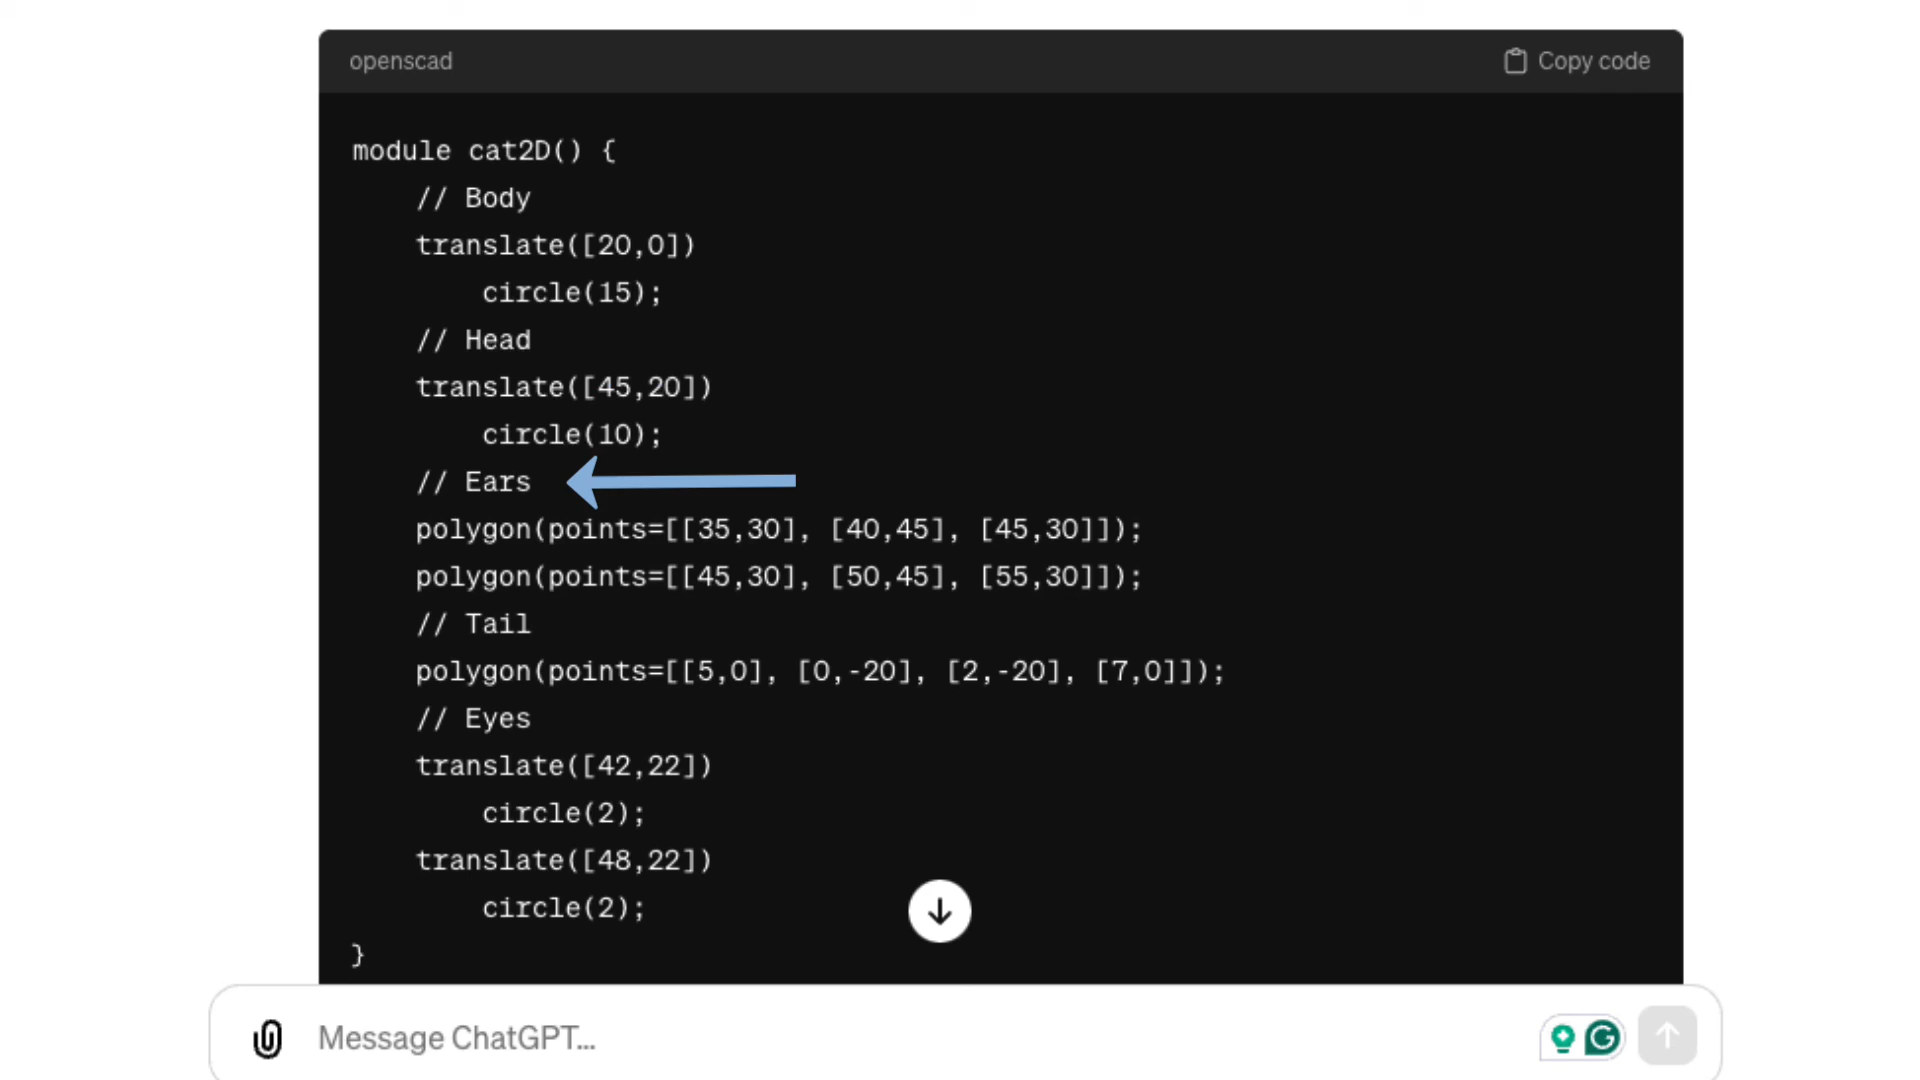 openscad
Copy code
module cat2D() {
    // Body
    translate([20,0])
        circle(15);
    // Head
    translate([45,20])
        circle(10);
    // Ears
    polygon(points=[[35,30], [40,45], [45,30]]);
    polygon(points=[[45,30], [50,45], [55,30]]);
    // Tail
    polygon(points=[[5,0], [0,-20], [2,-20], [7,0]]);
    // Eyes
    translate([42,22])
        circle(2);
    translate([48,22])
        circle(2);
}
Message ChatGPT...